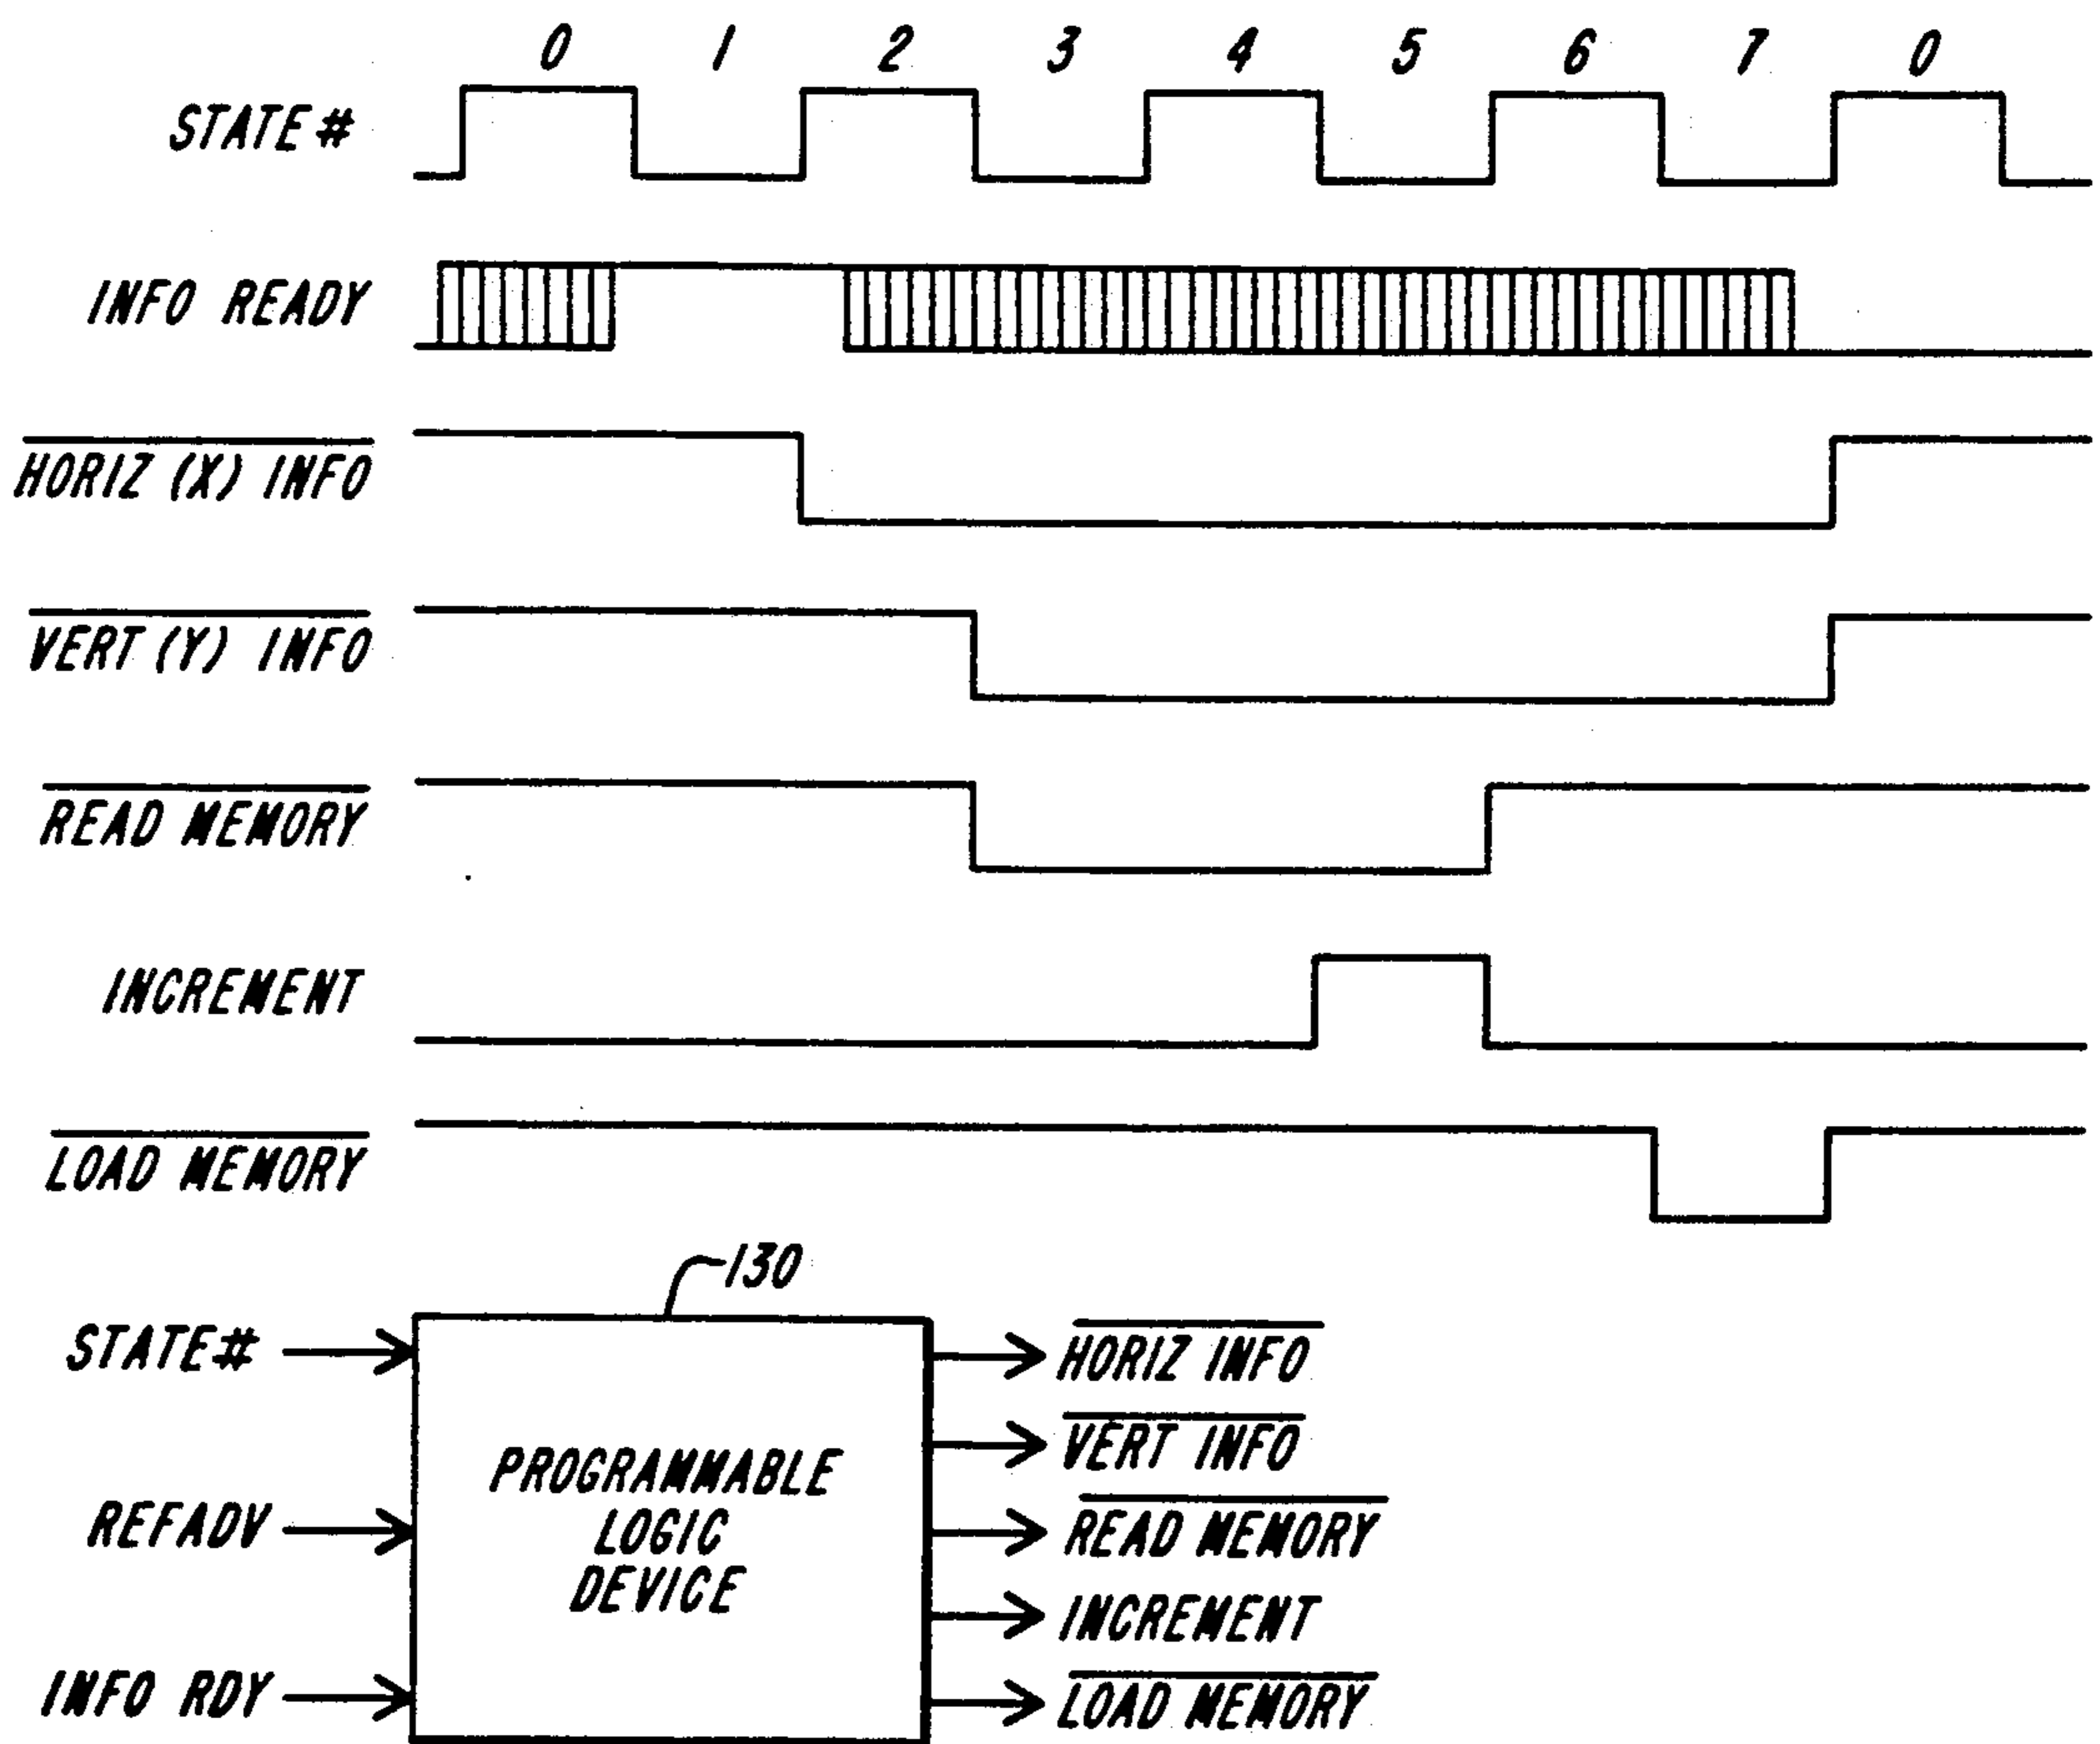 0 1 2 3 4 5 6 7 0
STATE #
INFO READY
HORIZ (X) INFO
VERT (Y) INFO
READ MEMORY
INCREMENT
LOAD MEMORY
130
STATE#
REFADV
INFO RDY
PROGRAMMABLE
LOGIC
DEVICE
HORIZ INFO
VERT INFO
READ MEMORY
INCREMENT
LOAD MEMORY